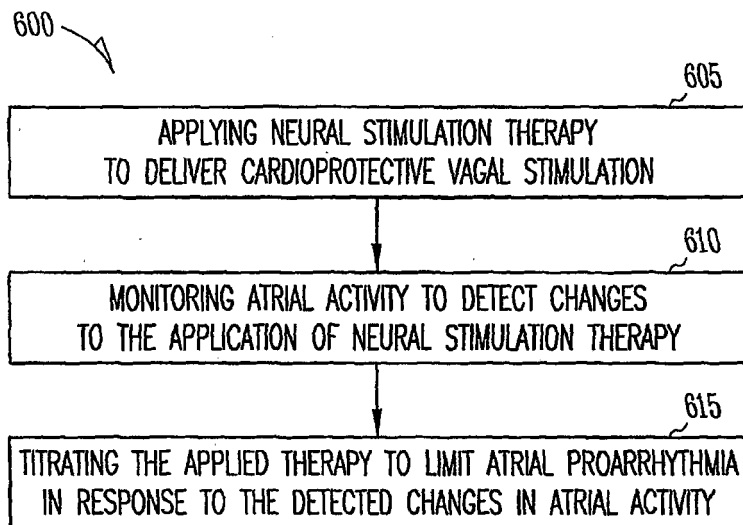 600
605
APPLYING NEURAL STIMULATION THERAPY
TO DELIVER CARDIOPROTECTIVE VAGAL STIMULATION
610
MONITORING ATRIAL ACTIVITY TO DETECT CHANGES
TO THE APPLICATION OF NEURAL STIMULATION THERAPY
615
TITRATING THE APPLIED THERAPY TO LIMIT ATRIAL PROARRHYTHMIA
IN RESPONSE TO THE DETECTED CHANGES IN ATRIAL ACTIVITY